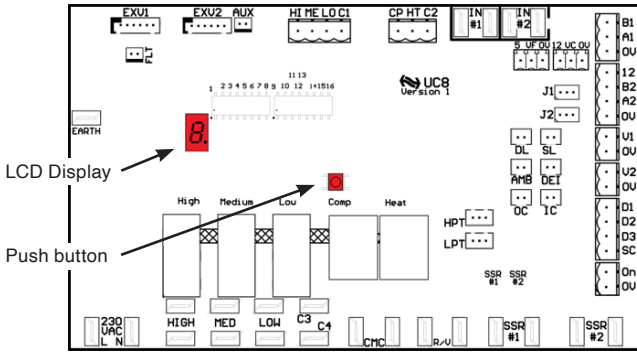 EXV1 EXV2 AUX HI ME LO C1 CP HT C2 IN #1 IN #2
FLT
5 VF 0V 12 VC 0V
B1
A1
0V
11 13
1 2 3 4 5 6 7 8 9 10 12 14 15 16
UC8
Version 1
J1
J2
12
B2
A2
0V
EARTH
8.
LCD Display
DL SL
V1
0V
AMB DEI
V2
0V
OC IC
Push button
High Medium Low Comp Heat
HPT
LPT
D1
D2
D3
SC
SSR #1 SSR #2
On
0V
230 VAC L N
HIGH MED LOW C3 C4
CMC R/V SSR #1 SSR #2